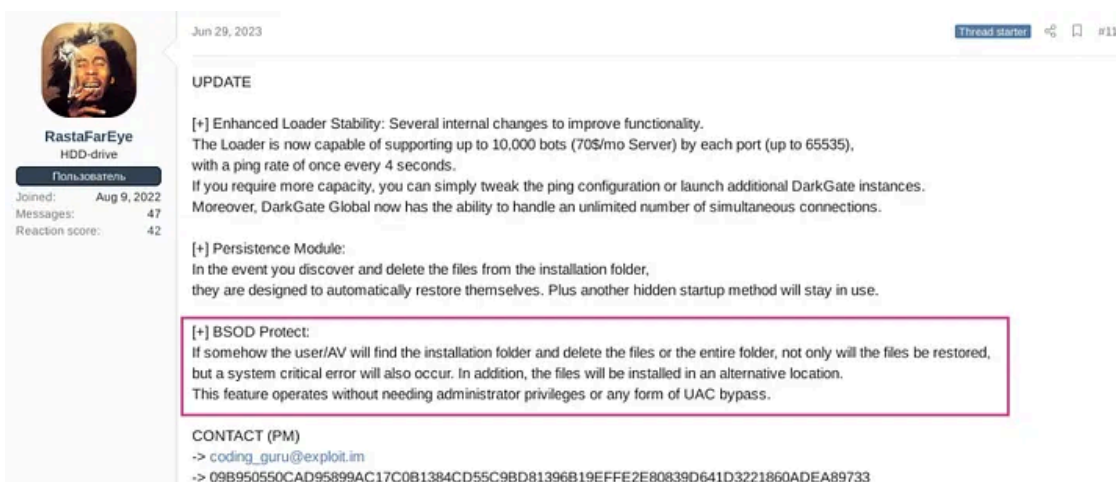 Jun 29, 2023
Thread starter
#11
RastaFarEye
HDD-drive
Пользователь
Joined: Aug 9, 2022
Messages: 47
Reaction score: 42
UPDATE
[+] Enhanced Loader Stability: Several internal changes to improve functionality.
The Loader is now capable of supporting up to 10,000 bots (70$/mo Server) by each port (up to 65535),
with a ping rate of once every 4 seconds.
If you require more capacity, you can simply tweak the ping configuration or launch additional DarkGate instances.
Moreover, DarkGate Global now has the ability to handle an unlimited number of simultaneous connections.
[+] Persistence Module:
In the event you discover and delete the files from the installation folder,
they are designed to automatically restore themselves. Plus another hidden startup method will stay in use.
[+] BSOD Protect:
If somehow the user/AV will find the installation folder and delete the files or the entire folder, not only will the files be restored,
but a system critical error will also occur. In addition, the files will be installed in an alternative location.
This feature operates without needing administrator privileges or any form of UAC bypass.
CONTACT (PM)
-> coding_guru@exploit.im
-> 09B950550CAD95899AC17C0B1384CD55C9BD81396B19EFFE2E80839D641D3221860ADEA89733